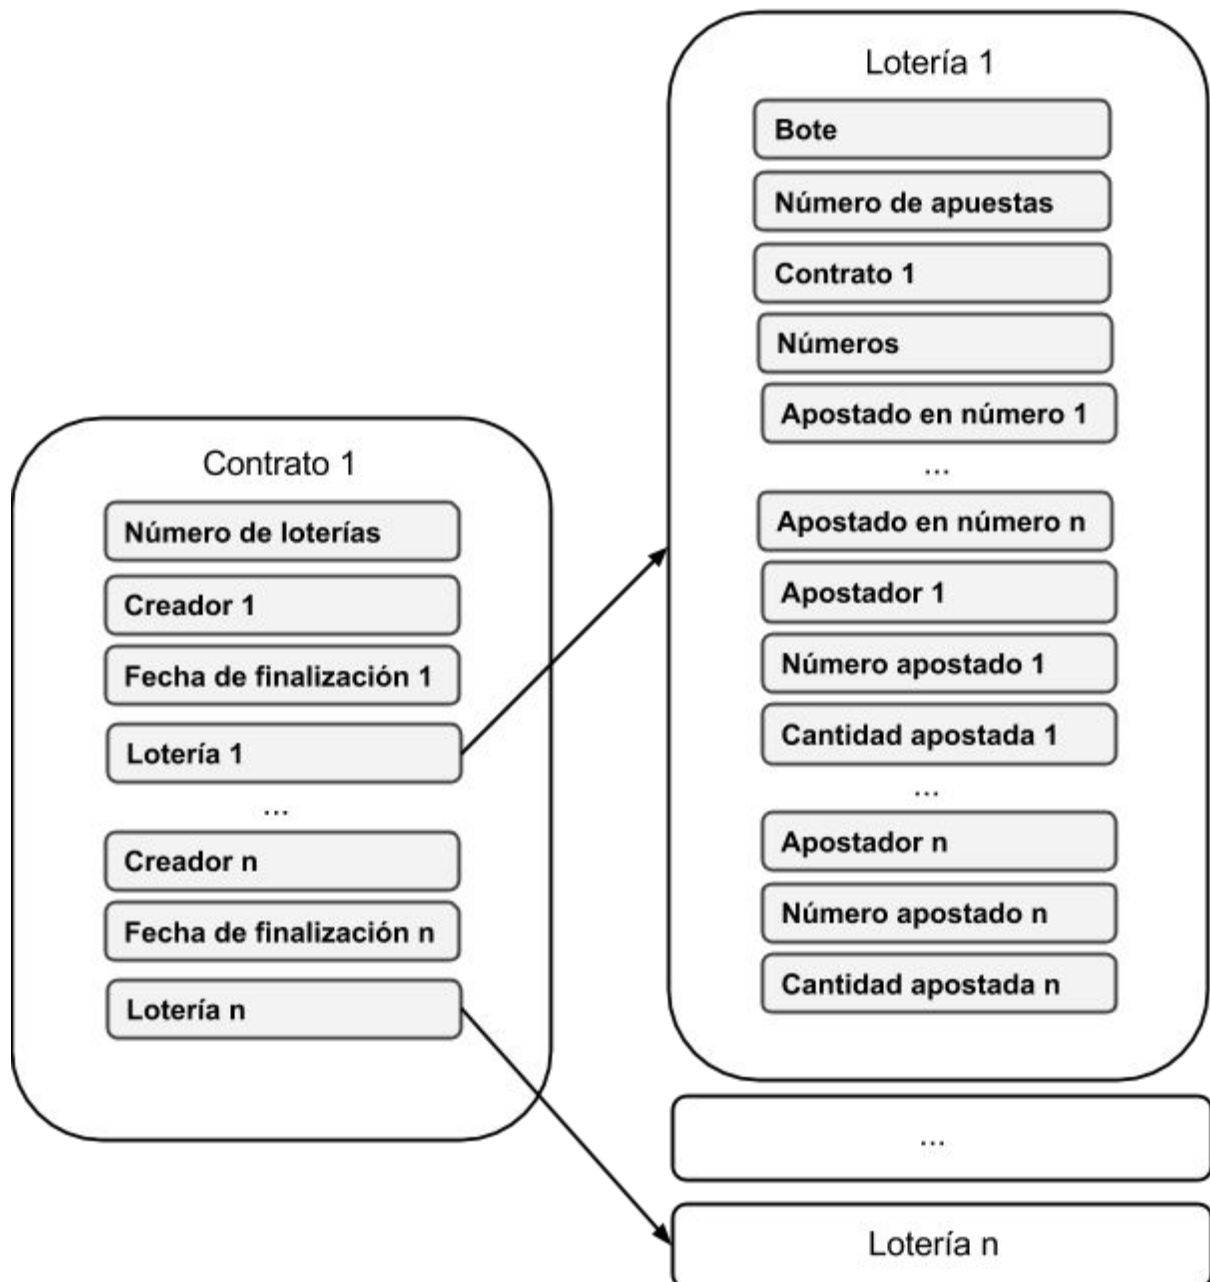 Contrato 1
Número de loterías
Creador 1
Fecha de finalización 1
Lotería 1
...
Creador n
Fecha de finalización n
Lotería n
Lotería 1
Bote
Número de apuestas
Contrato 1
Números
Apostado en número 1
...
Apostado en número n
Apostador 1
Número apostado 1
Cantidad apostada 1
...
Apostador n
Número apostado n
Cantidad apostada n
...
Lotería n